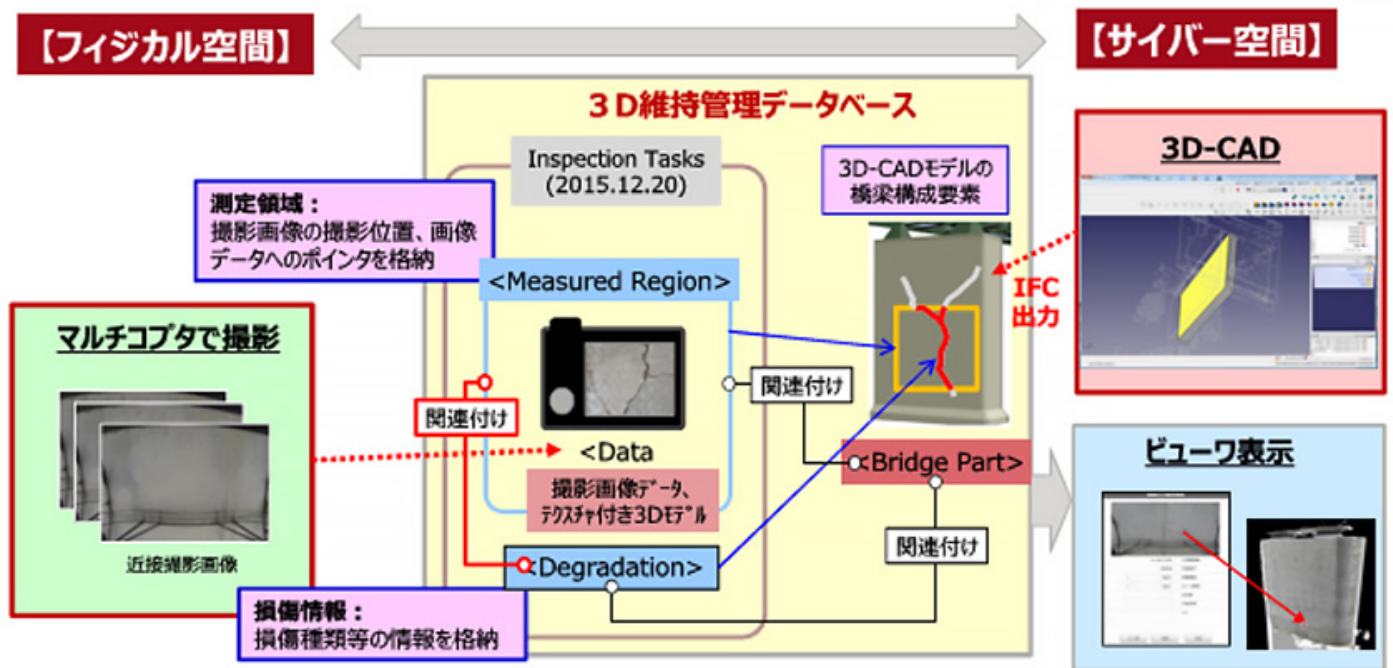 【フィジカル空間】
【サイバー空間】
3D維持管理データベース
Inspection Tasks
(2015.12.20)
3D-CADモデルの
橋梁構成要素
3D-CAD
測定領域：
撮影画像の撮影位置、画像
データへのポインタを格納
<Measured Region>
IFC
出力
マルチコプタで撮影
関連付け
関連付け
<Data
<Bridge Part>
ビューワ表示
撮影画像データ、
テクスチャ付き3Dモデル
関連付け
近接撮影画像
<Degradation>
損傷情報：
損傷種類等の情報を格納